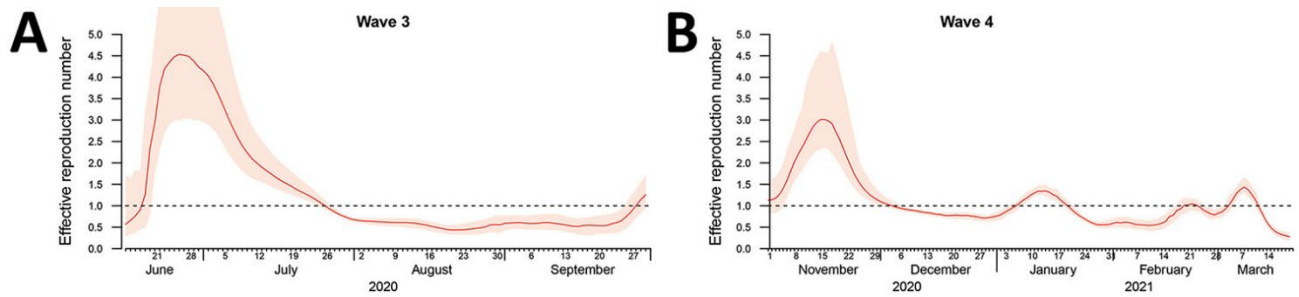 A
Wave 3
Effective reproduction number
5.0
4.5
4.0
3.5
3.0
2.5
2.0
1.5
1.0
0.5
0.0
21 28 5 12 19 26 2 9 16 23 30 6 13 20 27
June July August September
2020
B
Wave 4
Effective reproduction number
5.0
4.5
4.0
3.5
3.0
2.5
2.0
1.5
1.0
0.5
0.0
1 8 15 22 29 6 13 20 27 3 10 17 24 31 7 14 21 28 7 14
November December January February March
2020 2021